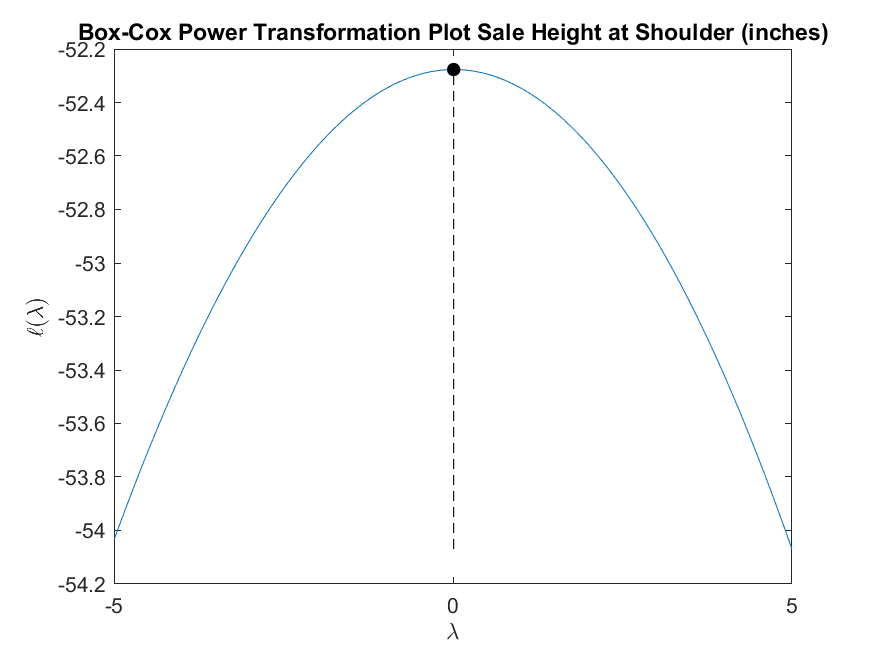 Box-Cox Power Transformation Plot Sale Height at Shoulder (inches)
-52.2
-52.4
-52.6
-52.8
-53
-53.2
-53.4
-53.6
-53.8
-54
-54.2
ℓ(λ)
-5 0 5
λ